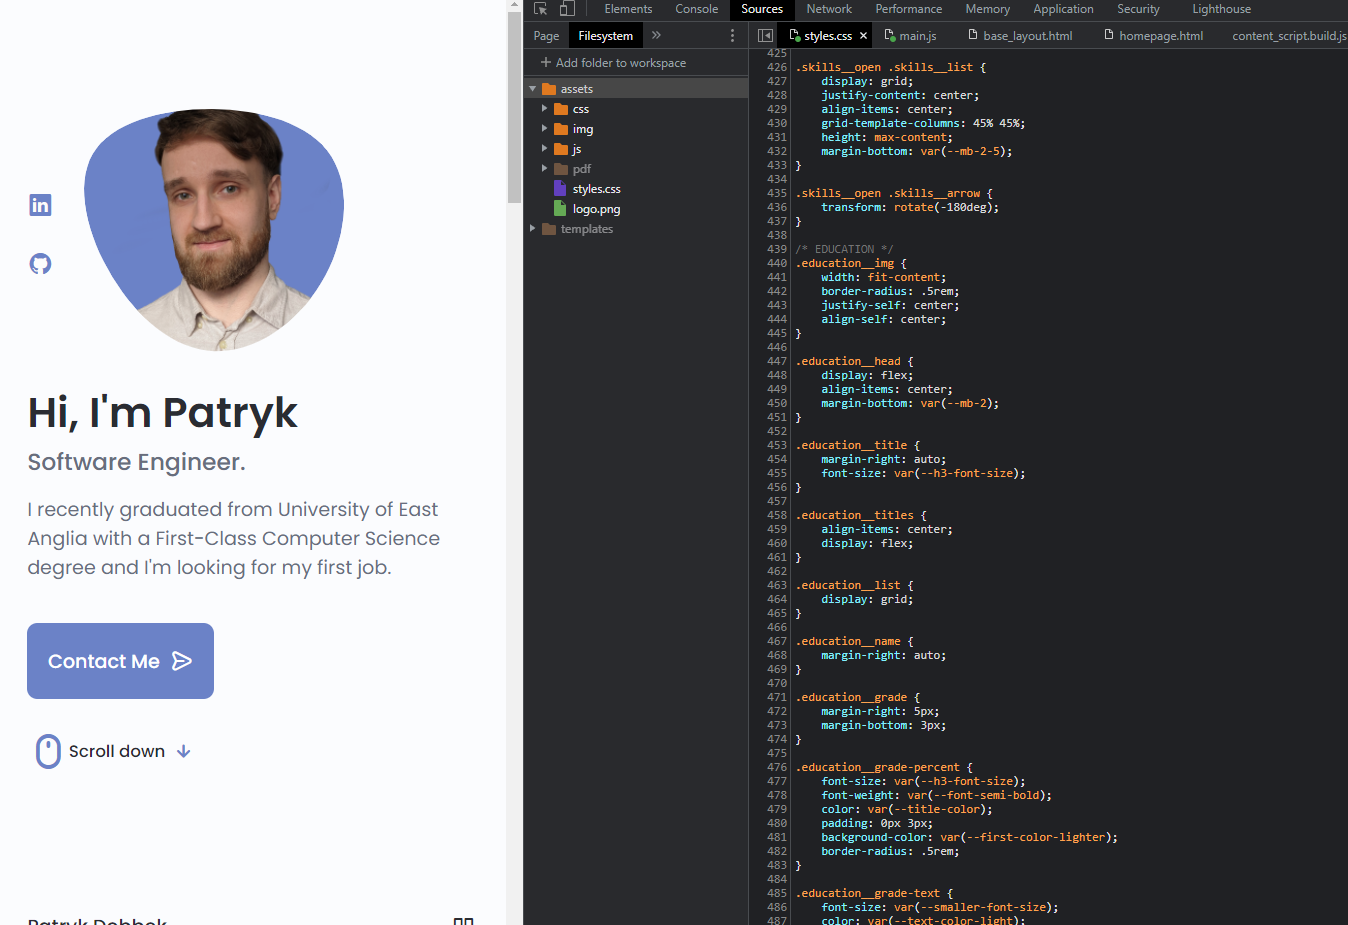 Hi, I'm Patryk
Software Engineer.
I recently graduated from University of East
Anglia with a First-Class Computer Science
degree and I'm looking for my first job.
Contact Me
Scroll down
Elements Console Sources Network Performance Memory Application Security Lighthouse
Page Filesystem
Add folder to workspace
assets
css
img
js
pdf
styles.css
logo.png
templates
styles.css main.js base_layout.html homepage.html content_script.build.js
425
426 .skills__open .skills__list {
427 display: grid;
428 justify-content: center;
429 align-items: center;
430 grid-template-columns: 45% 45%;
431 height: max-content;
432 margin-bottom: var(--mb-2-5);
433 }
434
435 .skills__open .skills__arrow {
436 transform: rotate(-180deg);
437 }
438
439 /* EDUCATION */
440 .education__img {
441 width: fit-content;
442 border-radius: .5rem;
443 justify-self: center;
444 align-self: center;
445 }
446
447 .education__head {
448 display: flex;
449 align-items: center;
450 margin-bottom: var(--mb-2);
451 }
452
453 .education__title {
454 margin-right: auto;
455 font-size: var(--h3-font-size);
456 }
457
458 .education__titles {
459 align-items: center;
460 display: flex;
461 }
462
463 .education__list {
464 display: grid;
465 }
466
467 .education__name {
468 margin-right: auto;
469 }
470
471 .education__grade {
472 margin-right: 5px;
473 margin-bottom: 3px;
474 }
475
476 .education__grade-percent {
477 font-size: var(--h3-font-size);
478 font-weight: var(--font-semi-bold);
479 color: var(--title-color);
480 padding: 0px 3px;
481 background-color: var(--first-color-lighter);
482 border-radius: .5rem;
483 }
484
485 .education__grade-text {
486 font-size: var(--smaller-font-size);
487 color: var(--text-color-light);